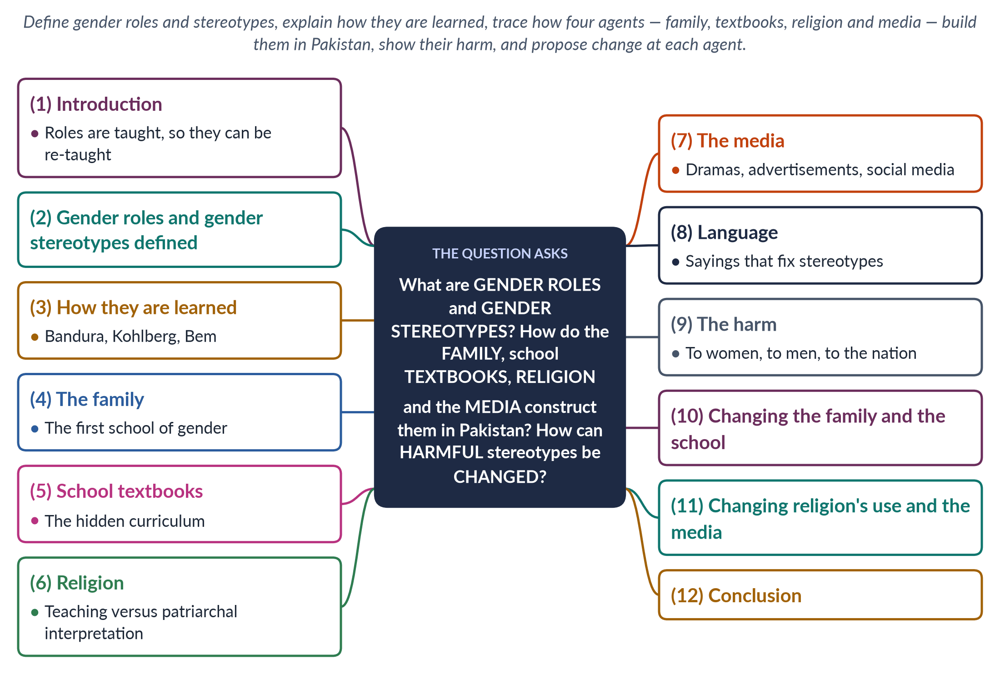 Define gender roles and stereotypes, explain how they are learned, trace how four agents — family, textbooks, religion and media — build
them in Pakistan, show their harm, and propose change at each agent.
(1) Introduction
● Roles are taught, so they can be
re-taught
(2) Gender roles and gender
stereotypes defined
(3) How they are learned
● Bandura, Kohlberg, Bem
(4) The family
● The first school of gender
(5) School textbooks
● The hidden curriculum
(6) Religion
● Teaching versus patriarchal
interpretation
THE QUESTION ASKS
What are GENDER ROLES
and GENDER
STEREOTYPES? How do the
FAMILY, school
TEXTBOOKS, RELIGION
and the MEDIA construct
them in Pakistan? How can
HARMFUL stereotypes be
CHANGED?
(7) The media
● Dramas, advertisements, social media
(8) Language
● Sayings that fix stereotypes
(9) The harm
● To women, to men, to the nation
(10) Changing the family and the
school
(11) Changing religion's use and the
media
(12) Conclusion